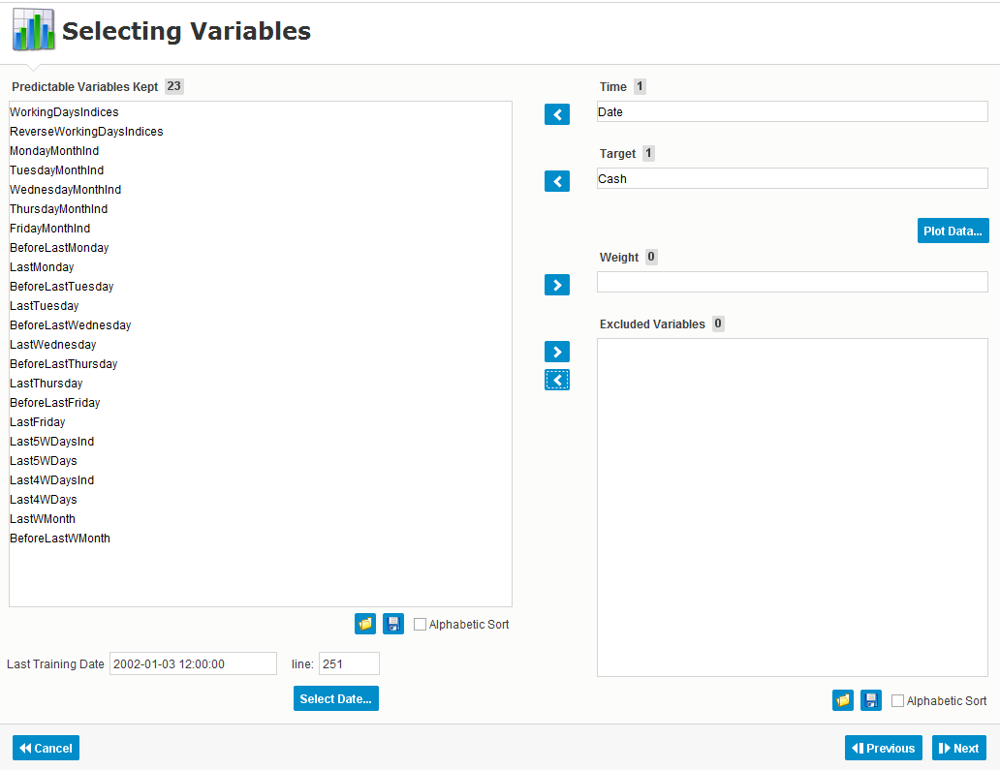 Selecting Variables
Predictable Variables Kept 23
WorkingDaysIndices
ReverseWorkingDaysIndices
MondayMonthInd
TuesdayMonthInd
WednesdayMonthInd
ThursdayMonthInd
FridayMonthInd
BeforeLastMonday
LastMonday
BeforeLastTuesday
LastTuesday
BeforeLastWednesday
LastWednesday
BeforeLastThursday
LastThursday
BeforeLastFriday
LastFriday
Last5WDaysInd
Last5WDays
Last4WDaysInd
Last4WDays
LastWMonth
BeforeLastWMonth
Alphabetic Sort
Last Training Date 2002-01-03 12:00:00 line: 251
Select Date...
Time 1
Date
Target 1
Cash
Plot Data...
Weight 0
Excluded Variables 0
Alphabetic Sort
Cancel
Previous
Next